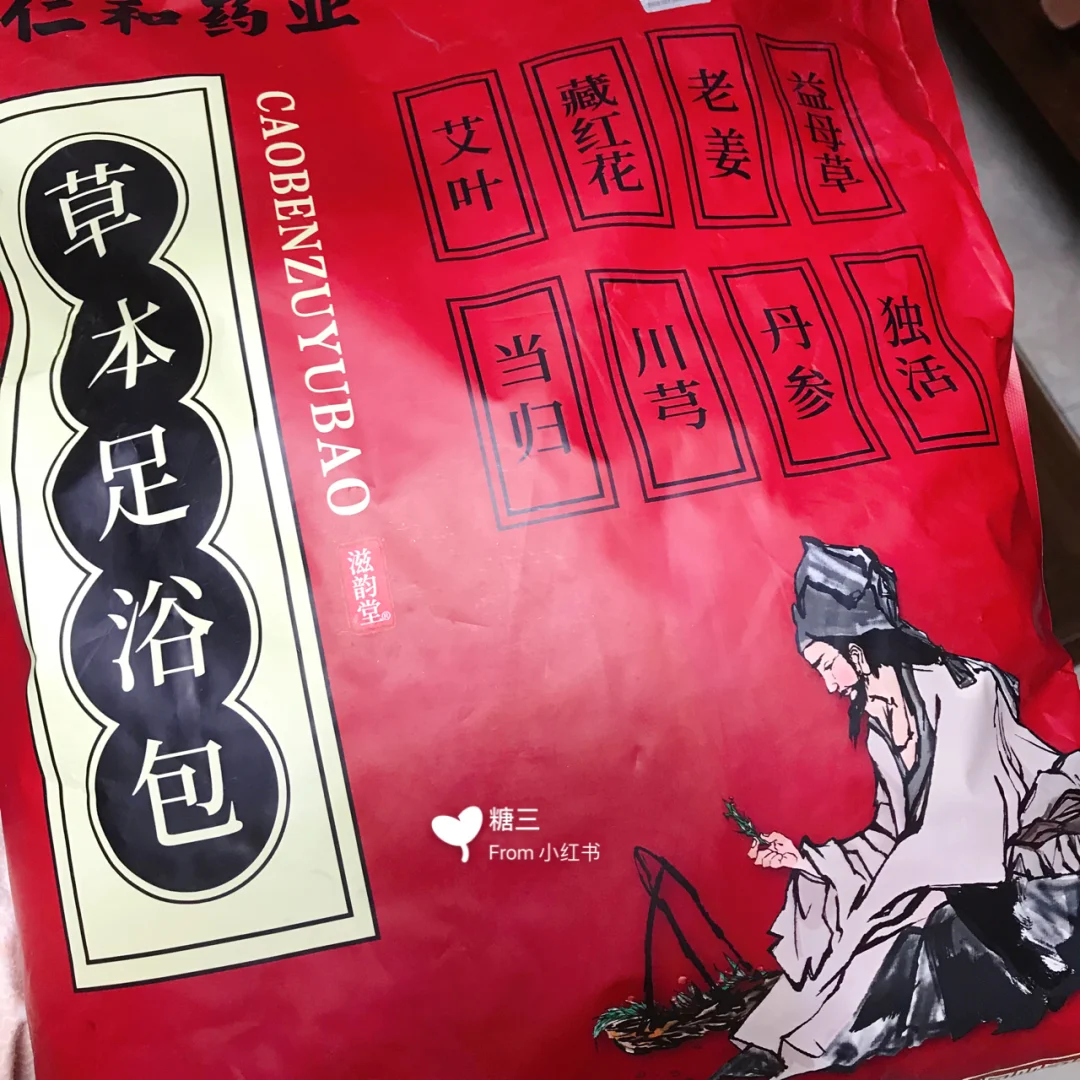 仁和药业
草本足浴包
CAOBENZUYUBAO
滋韵堂®
艾叶
藏红花
老姜
益母草
当归
川芎
丹参
独活
糖三
From 小红书